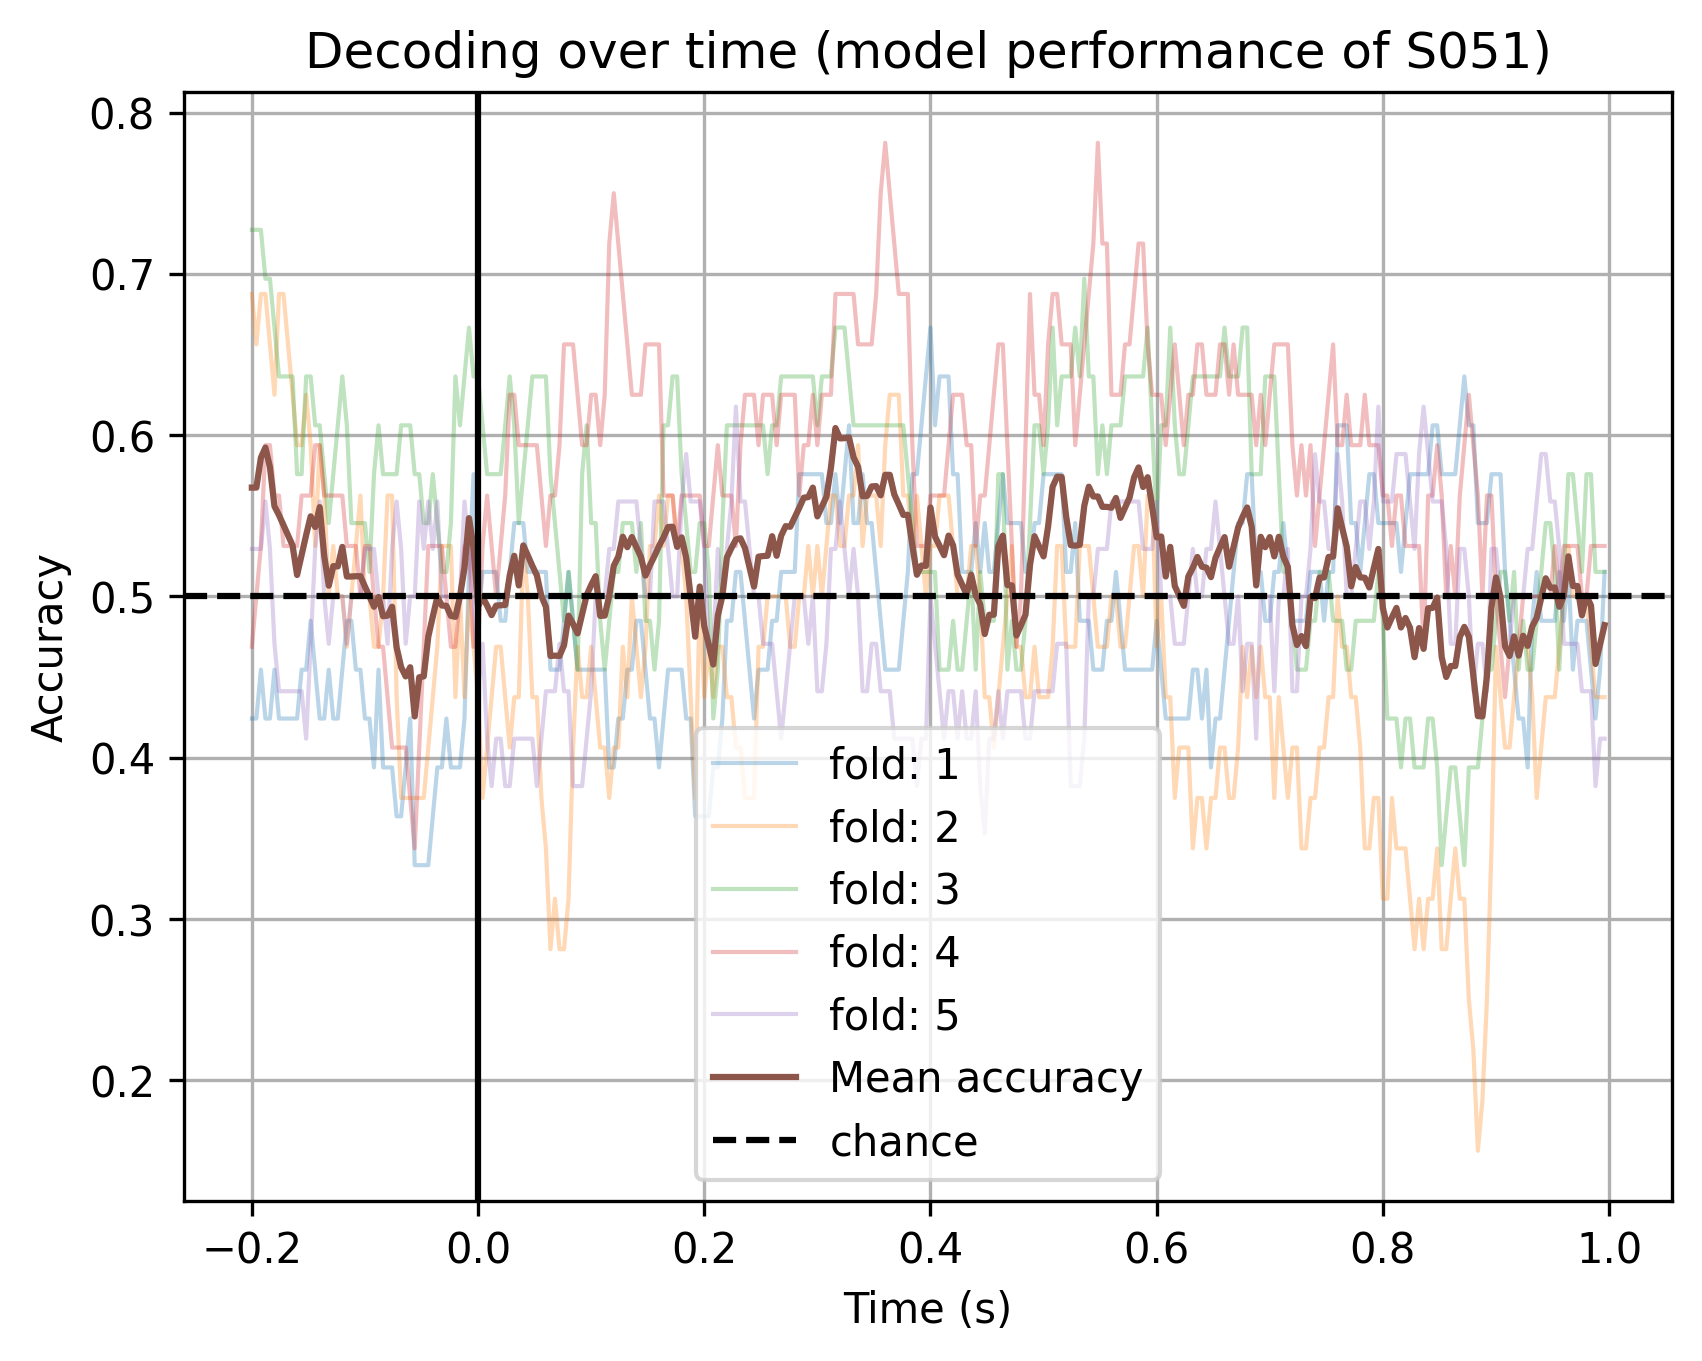 Decoding over time (model performance of S051)
0.8
0.7
0.6
0.5
0.4
0.3
0.2
Accuracy
fold: 1
fold: 2
fold: 3
fold: 4
fold: 5
Mean accuracy
chance
−0.2 0.0 0.2 0.4 0.6 0.8 1.0
Time (s)